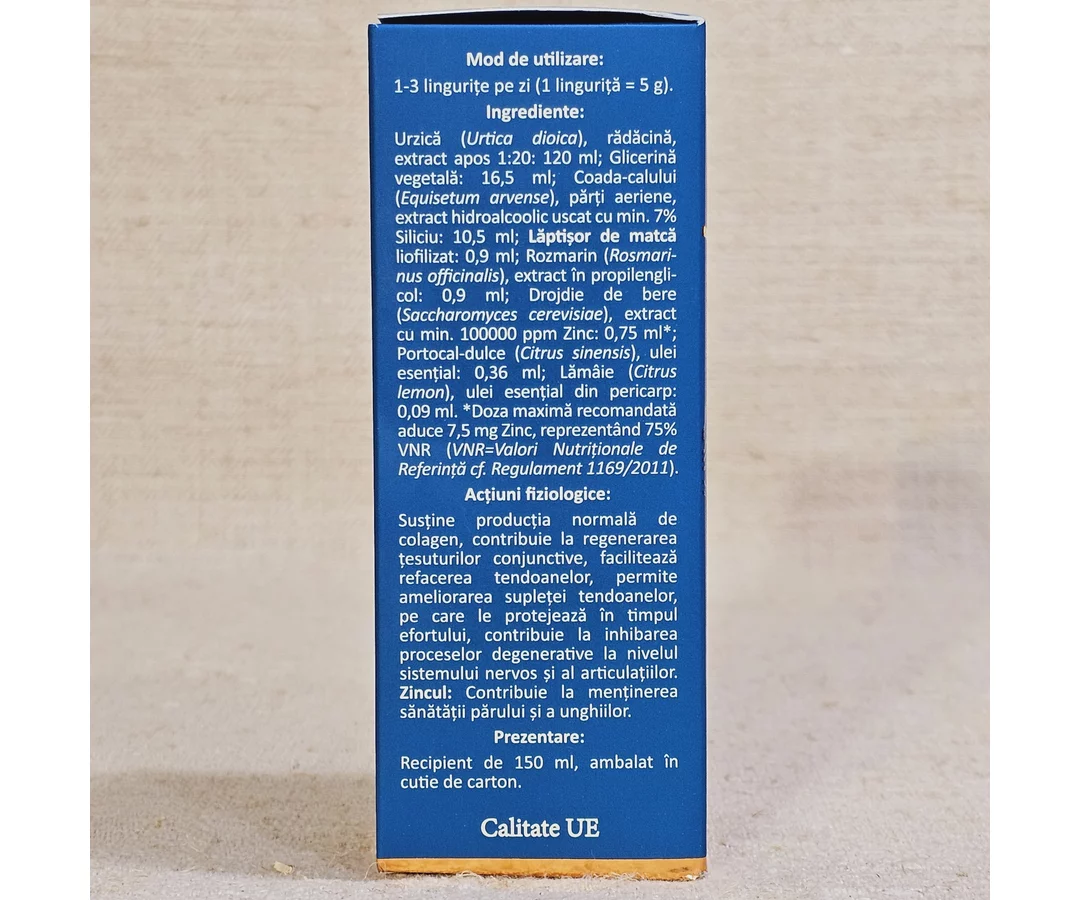 Mod de utilizare:
1-3 lingurițe pe zi (1 linguriță = 5 g).
Ingrediente:
Urzică (Urtica dioica), rădăcină,
extract apos 1:20: 120 ml; Glicerină
vegetală: 16,5 ml; Coada-calului
(Equisetum arvense), părți aeriene,
extract hidroalcoolic uscat cu min. 7%
Siliciu: 10,5 ml; Lăptișor de matcă
liofilizat: 0,9 ml; Rozmarin (Rosmari-
nus officinalis), extract în propilengli-
col: 0,9 ml; Drojdie de bere
(Saccharomyces cerevisiae), extract
cu min. 100000 ppm Zinc: 0,75 ml*;
Portocal-dulce (Citrus sinensis), ulei
esențial: 0,36 ml; Lămâie (Citrus
lemon), ulei esențial din pericarp:
0,09 ml. *Doza maximă recomandată
aduce 7,5 mg Zinc, reprezentând 75%
VNR (VNR=Valori Nutriționale de
Referință cf. Regulament 1169/2011).
Acțiuni fiziologice:
Susține producția normală de
colagen, contribuie la regenerarea
țesuturilor conjunctive, facilitează
refacerea tendoanelor, permite
ameliorarea supleței tendoanelor,
pe care le protejează în timpul
efortului, contribuie la inhibarea
proceselor degenerative la nivelul
sistemului nervos și al articulațiilor.
Zincul: Contribuie la menținerea
sănătății părului și a unghiilor.
Prezentare:
Recipient de 150 ml, ambalat în
cutie de carton.
Calitate UE